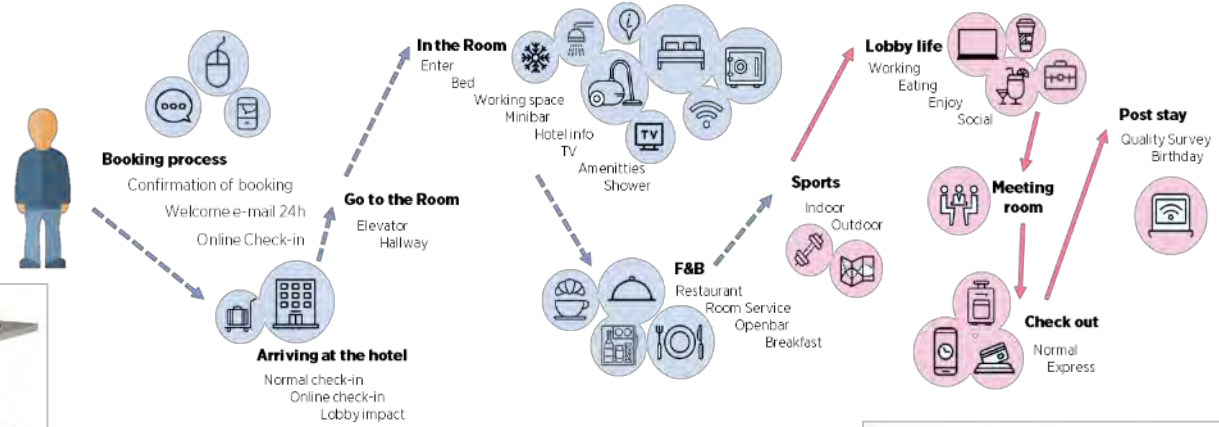 Booking process
Confirmation of booking
Welcome e-mail 24h
Online Check-in
Arriving at the hotel
Normal check-in
Online check-in
Lobby impact
Go to the Room
Elevator
Hallway
In the Room
Enter
Bed
Working space
Minibar
Hotel info
TV
Amenitties
Shower
i
TV
F&B
Restaurant
Room Service
Openbar
Breakfast
Sports
Indoor
Outdoor
Lobby life
Working
Eating
Enjoy
Social
Meeting
room
Check out
Normal
Express
Post stay
Quality Survey
Birthday